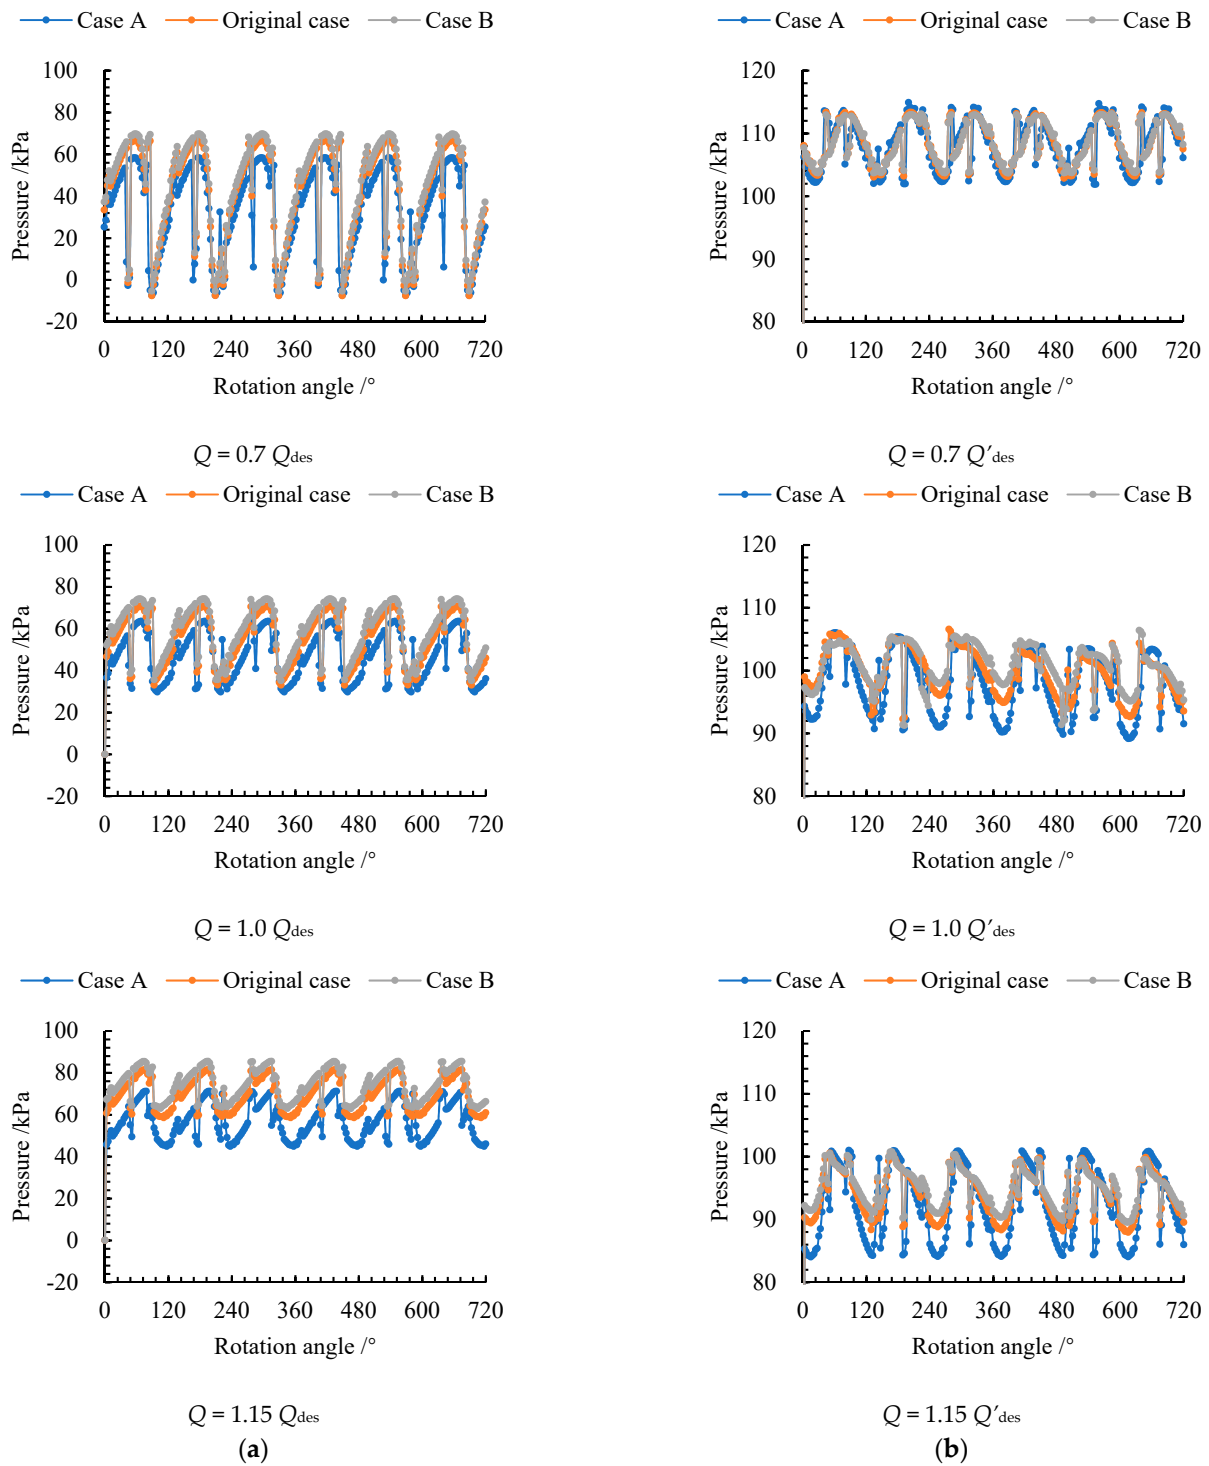 Case A Original case Case B
Case A Original case Case B
Pressure /kPa
100
80
60
40
20
0
-20
0 120 240 360 480 600 720
Rotation angle /°
Q = 0.7 Qdes
Pressure /kPa
120
110
100
90
80
0 120 240 360 480 600 720
Rotation angle /°
Q = 0.7 Q′des
Case A Original case Case B
Case A Original case Case B
Pressure /kPa
100
80
60
40
20
0
-20
0 120 240 360 480 600 720
Rotation angle /°
Q = 1.0 Qdes
Pressure /kPa
120
110
100
90
80
0 120 240 360 480 600 720
Rotation angle /°
Q = 1.0 Q′des
Case A Original case Case B
Case A Original case Case B
Pressure /kPa
100
80
60
40
20
0
-20
0 120 240 360 480 600 720
Rotation angle /°
Q = 1.15 Qdes
(a)
Pressure /kPa
120
110
100
90
80
0 120 240 360 480 600 720
Rotation angle /°
Q = 1.15 Q′des
(b)